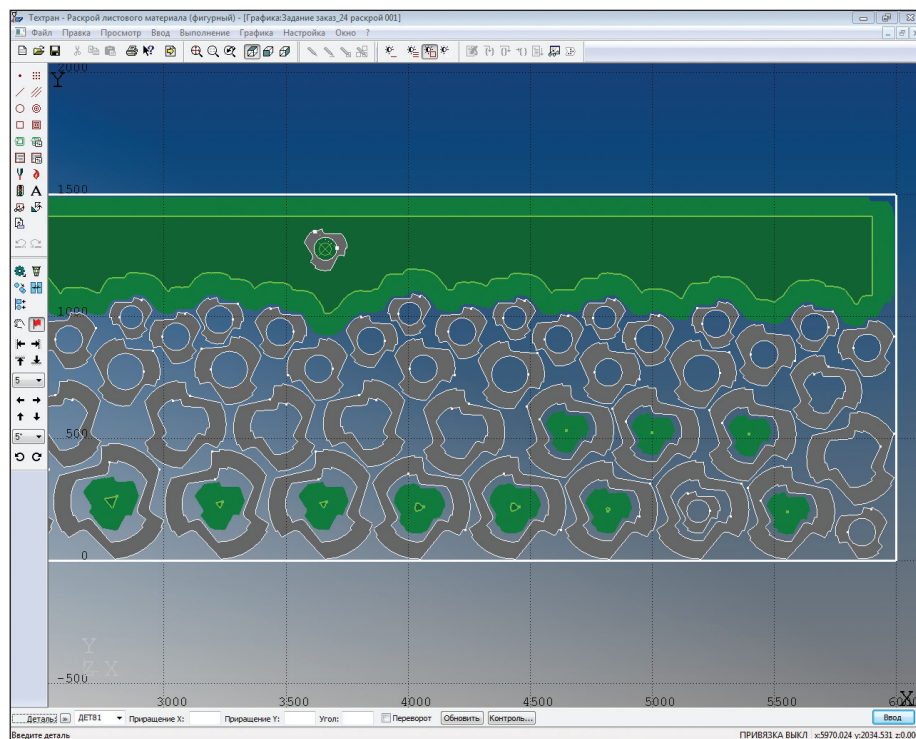 Техтран - Раскрой листового материала (фигурный) - [Графика:Задание заказ_24 раскрой 001]
Файл Правка Просмотр Ввод Выполнение Графика Настройка Окно ?
Y
2000
1500
1000
500
0
-500
A
5
5'
Y
Z X
3000 3500 4000 4500 5000 5500 6000
X
Деталь: » ДЕТ81 Приращение X: Приращение Y: Угол: Переворот Обновить Контроль... Ввод
Введите деталь ПРИВЯЗКА ВЫКЛ x:5970.024 y:2034.531 z:0.00